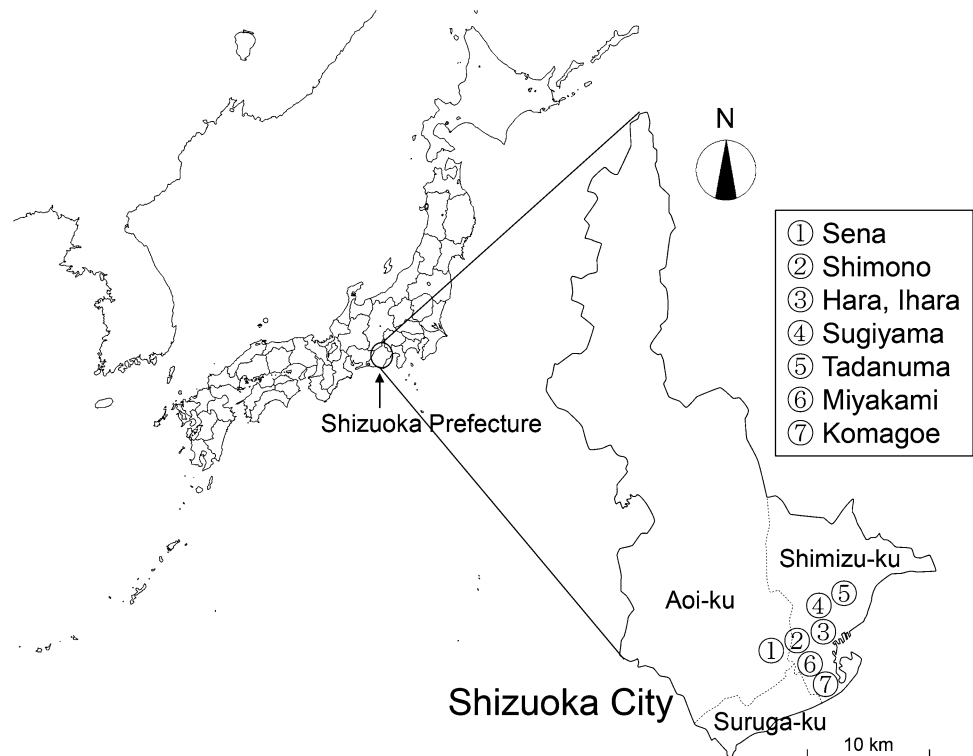 N
① Sena
② Shimono
③ Hara, Ihara
④ Sugiyama
⑤ Tadanuma
⑥ Miyakami
⑦ Komagoe
Shizuoka Prefecture
Shimizu-ku
Aoi-ku
⑤
④
③
②
①
⑥
⑦
Shizuoka City
Suruga-ku
10 km